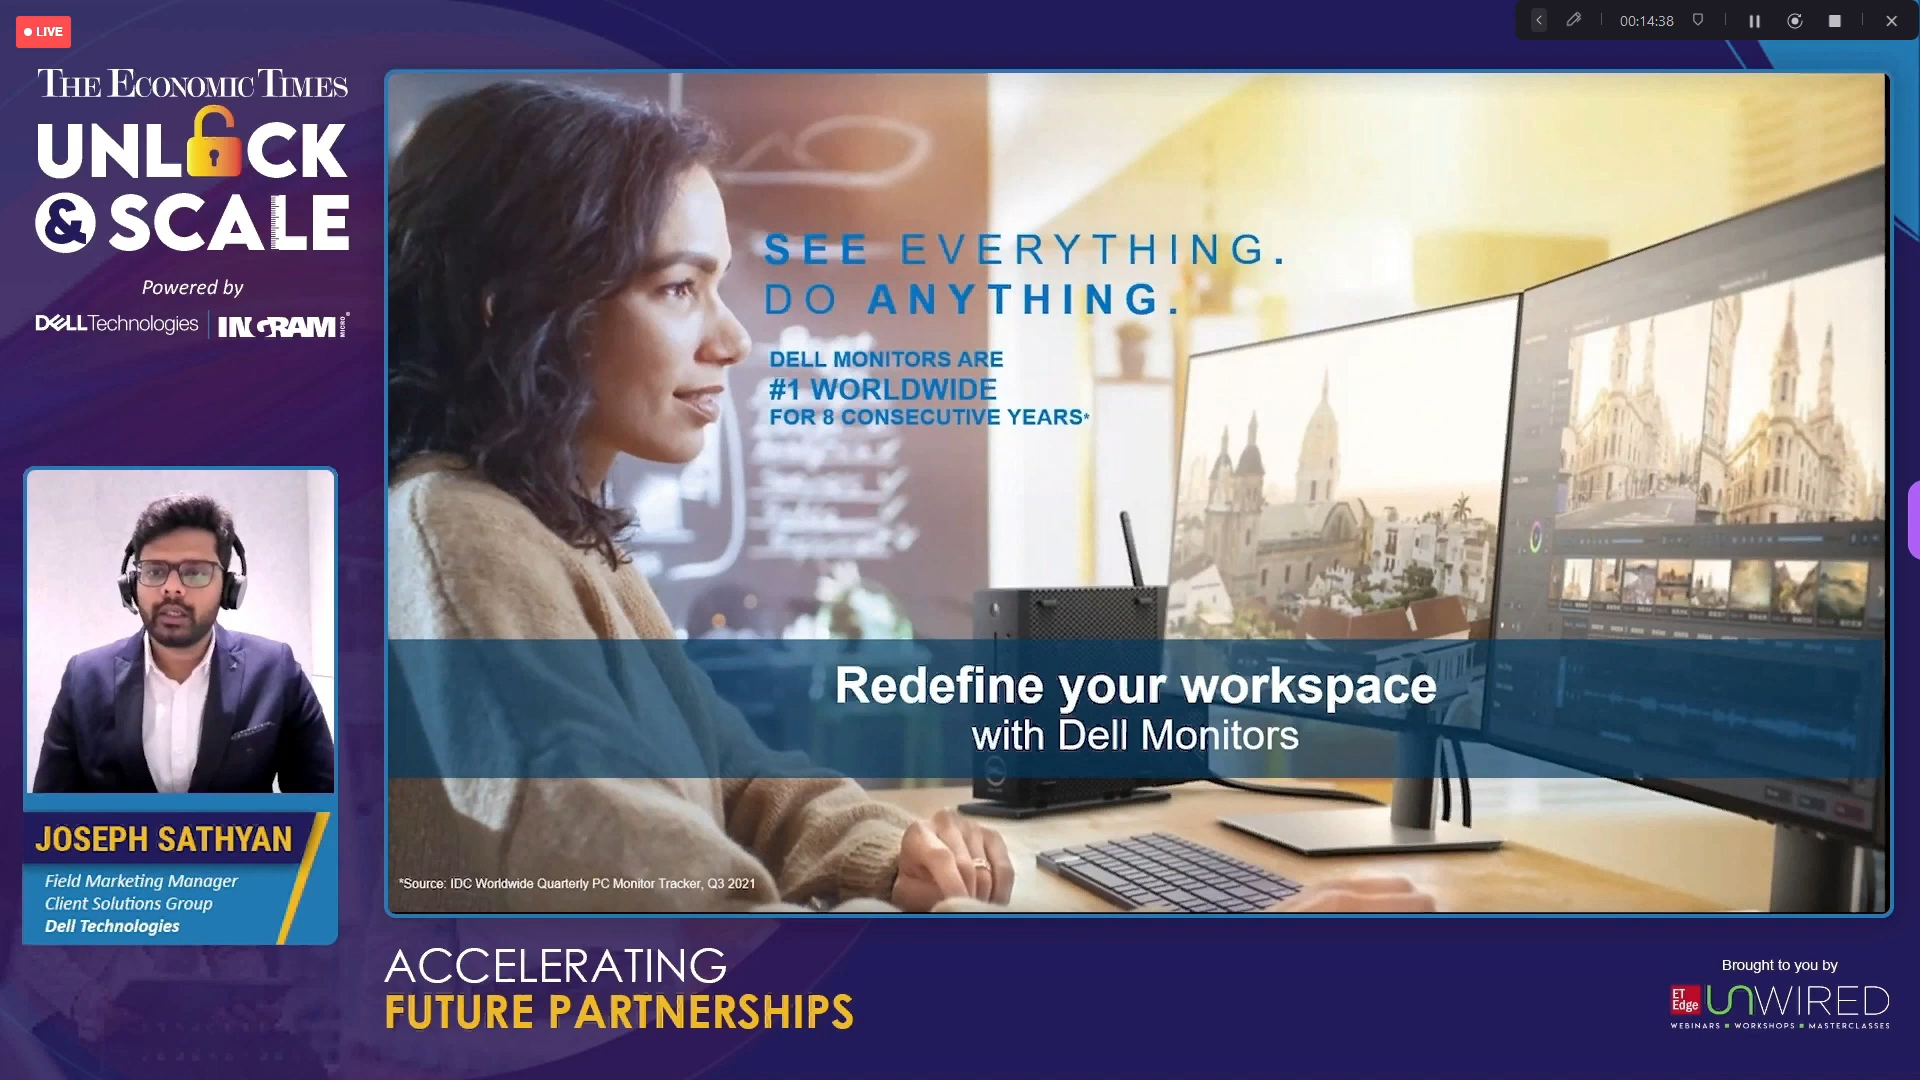 LIVE
00:14:38
THE ECONOMIC TIMES
UNLOCK
& SCALE
Powered by
DELL Technologies | INGRAM MICRO
SEE EVERYTHING.
DO ANYTHING.
DELL MONITORS ARE
#1 WORLDWIDE
FOR 8 CONSECUTIVE YEARS*
Redefine your workspace
with Dell Monitors
*Source: IDC Worldwide Quarterly PC Monitor Tracker, Q3 2021
JOSEPH SATHYAN
Field Marketing Manager
Client Solutions Group
Dell Technologies
ACCELERATING
FUTURE PARTNERSHIPS
Brought to you by
ET Edge UNWIRED
WEBINARS ▪ WORKSHOPS ▪ MASTERCLASSES